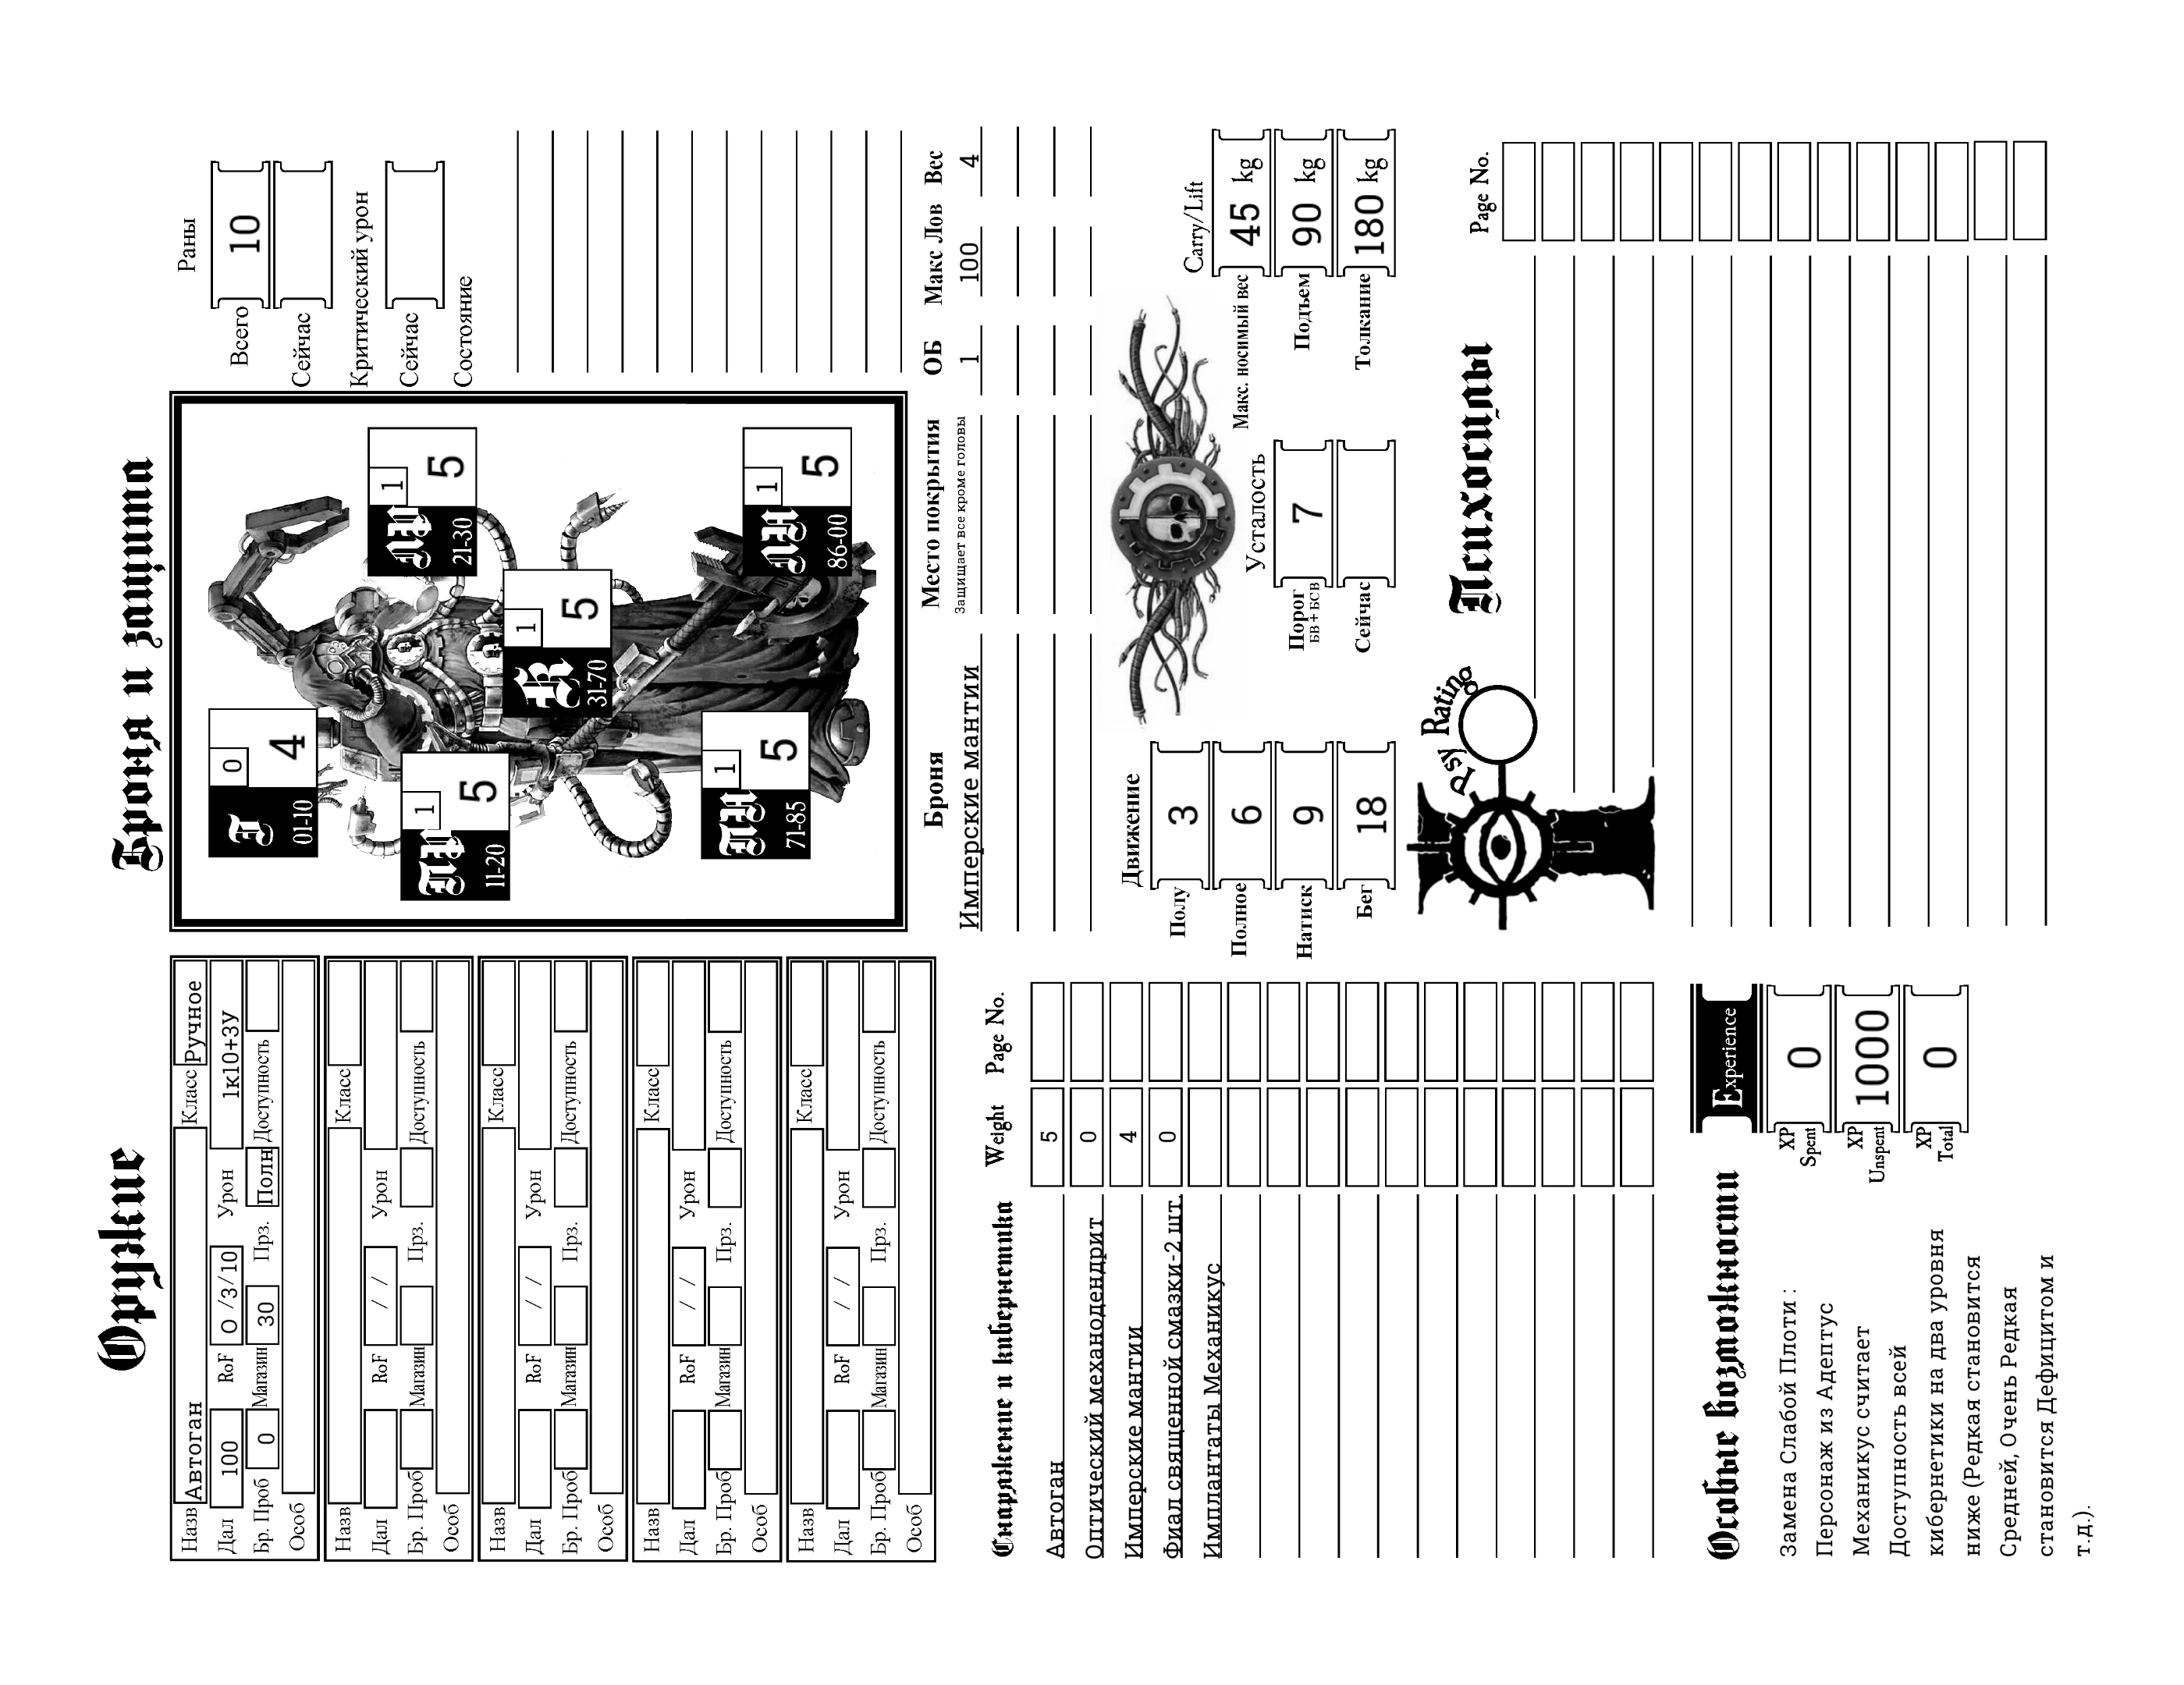 Оружие
Назв Автоган Класс Ручное
Дал 100 RoF О /3/10 Урон 1к10+3У
Бр. Проб 0 Магазин 30 Прз. Полн Доступность
Особ
Назв Класс
Дал RoF / / Урон
Бр. Проб Магазин Прз. Доступность
Особ
Назв Класс
Дал RoF / / Урон
Бр. Проб Магазин Прз. Доступность
Особ
Назв Класс
Дал RoF / / Урон
Бр. Проб Магазин Прз. Доступность
Особ
Назв Класс
Дал RoF / / Урон
Бр. Проб Магазин Прз. Доступность
Особ
Броня и защита
Г 0
01-10 4
ПР 1
11-20 5
ЛР 1
21-30 5
К 1
31-70 5
ПН 1
71-85 5
ЛН 1
86-00 5
Раны
Всего 10
Сейчас
Критический урон
Сейчас
Состояние
Броня Место покрытия ОБ Макс Лов Вес
Имперские мантии Защищает все кроме головы 1 100 4
Снаряжение и кибернетика Weight Page No.
Автоган 5
Оптический механодендрит 0
Имперские мантии 4
Фиал священной смазки-2 шт. 0
Имплантаты Механикус
Движение
Полу 3
Полное 6
Натиск 9
Бег 18
Усталость
Порог 7
БВ+БСВ
Сейчас
Carry/Lift
Макс. носимый вес 45 kg
Подъем 90 kg
Толкание 180 kg
Psy Rating
Психосилы Page No.
Особые возможности
Замена Слабой Плоти :
Персонаж из Адептус
Механикус считает
Доступность всей
кибернетики на два уровня
ниже (Редкая становится
Средней, Очень Редкая
становится Дефицитом и
т.д.).
Experience
XP Spent 0
XP Unspent 1000
XP Total 0